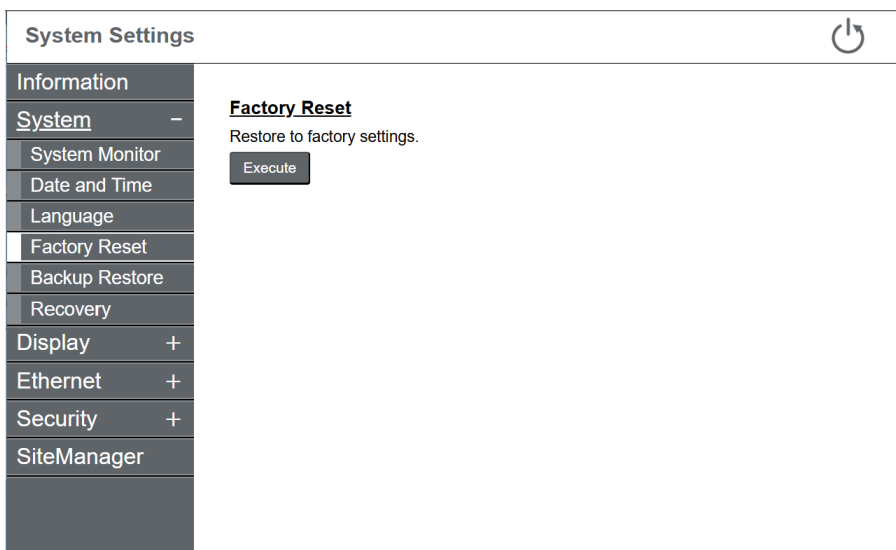 System Settings
Information
System −
System Monitor
Date and Time
Language
Factory Reset
Backup Restore
Recovery
Display +
Ethernet +
Security +
SiteManager
Factory Reset
Restore to factory settings.
Execute